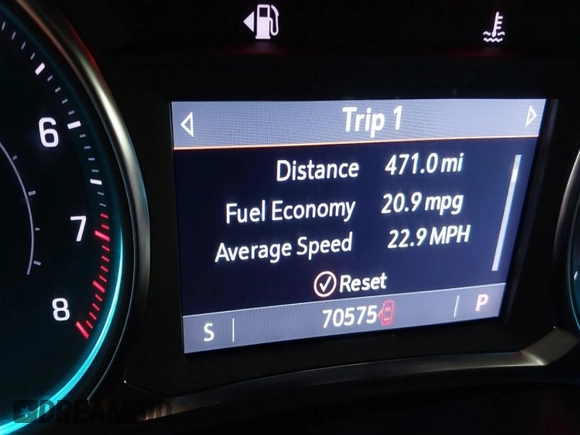 6
7
8
Trip 1
Distance 471.0 mi
Fuel Economy 20.9 mpg
Average Speed 22.9 MPH
Reset
S 70575 P